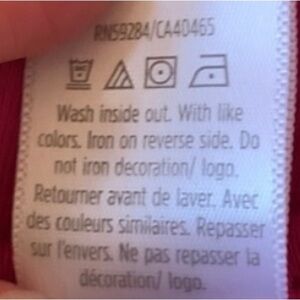 RN59284/CA40465
Wash inside out. With like
colors. Iron on reverse side. Do
not iron decoration/ logo.
Retourner avant de laver. Avec
des couleurs similaires. Repasser
sur l'envers. Ne pas repasser la
décoration/ logo.